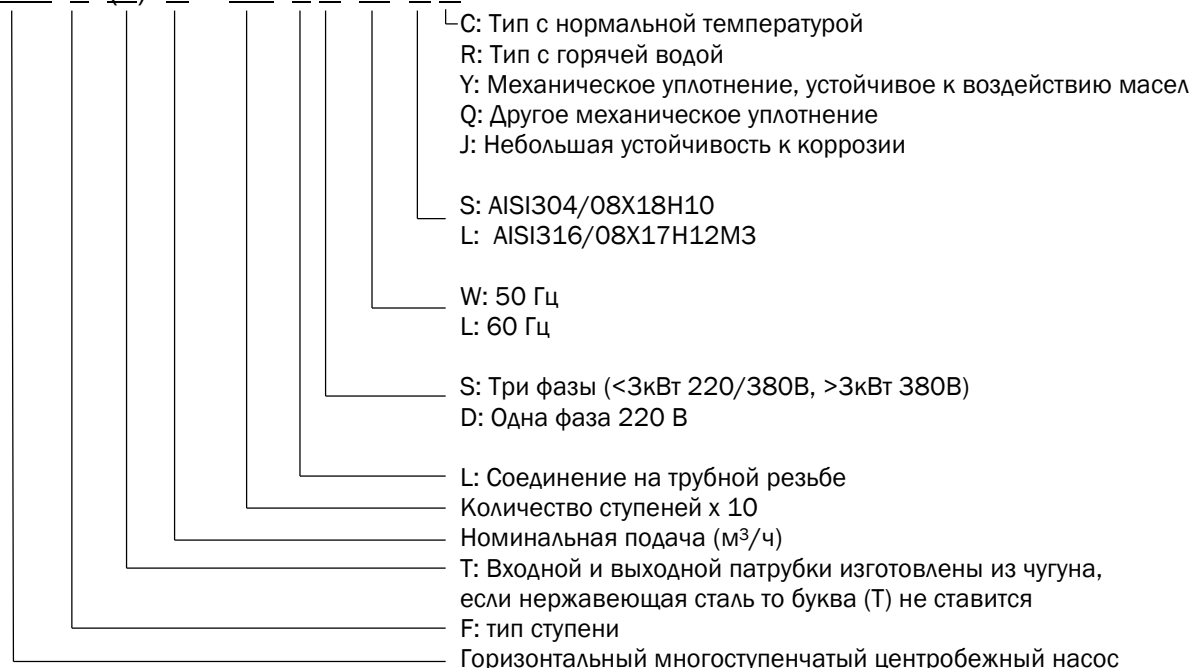 C: Тип с нормальной температурой
R: Тип с горячей водой
Y: Механическое уплотнение, устойчивое к воздействию масел
Q: Другое механическое уплотнение
J: Небольшая устойчивость к коррозии
S: AISI304/08Х18Н10
L: AISI316/08Х17Н12М3
W: 50 Гц
L: 60 Гц
S: Три фазы (<3кВт 220/380В, >3кВт 380В)
D: Одна фаза 220 В
L: Соединение на трубной резьбе
Количество ступеней х 10
Номинальная подача (м³/ч)
Т: Входной и выходной патрубки изготовлены из чугуна,
если нержавеющая сталь то буква (Т) не ставится
F: тип ступени
Горизонтальный многоступенчатый центробежный насос